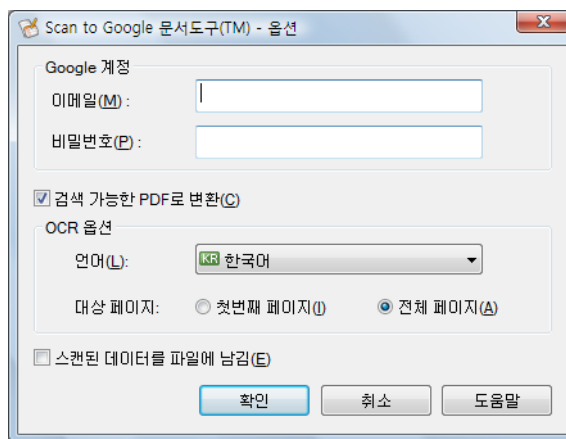 Scan to Google 문서도구(TM) - 옵션
Google 계정
이메일(M) :
비밀번호(P) :
검색 가능한 PDF로 변환(C)
OCR 옵션
언어(L): KR 한국어
대상 페이지: 첫번째 페이지(I) 전체 페이지(A)
스캔된 데이터를 파일에 남김(E)
확인 취소 도움말